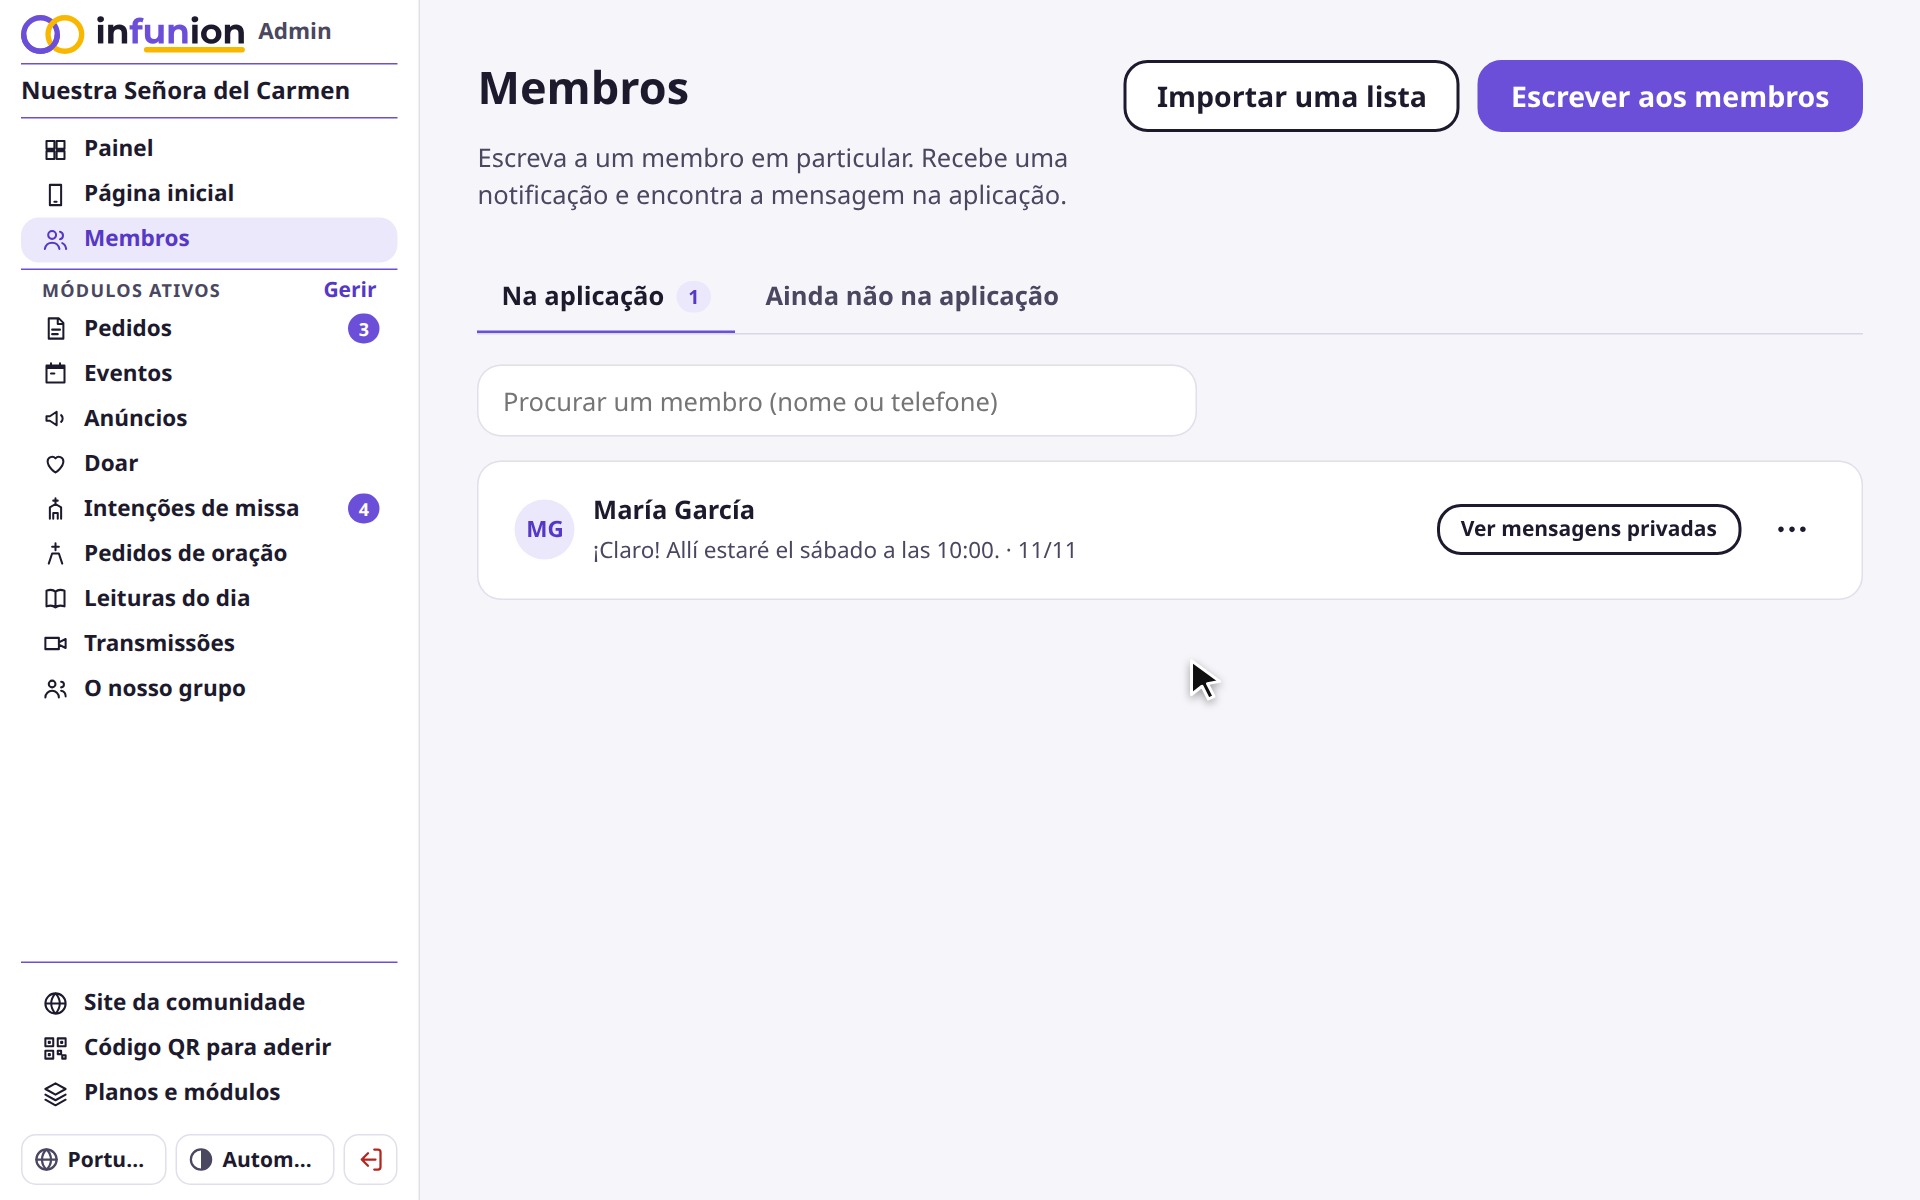 infunion Admin
Nuestra Señora del Carmen
Painel
Página inicial
Membros
MÓDULOS ATIVOS Gerir
Pedidos 3
Eventos
Anúncios
Doar
Intenções de missa 4
Pedidos de oração
Leituras do dia
Transmissões
O nosso grupo
Site da comunidade
Código QR para aderir
Planos e módulos
Portu... Autom...
Membros
Importar uma lista
Escrever aos membros
Escreva a um membro em particular. Recebe uma
notificação e encontra a mensagem na aplicação.
Na aplicação 1 Ainda não na aplicação
Procurar um membro (nome ou telefone)
MG
María García
¡Claro! Allí estaré el sábado a las 10:00. · 11/11
Ver mensagens privadas